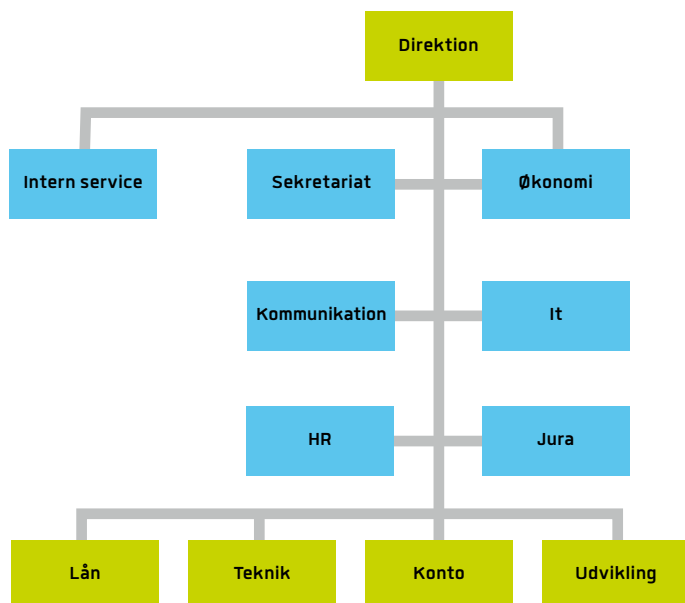 Direktion
Intern service
Sekretariat
Økonomi
Kommunikation
It
HR
Jura
Lån
Teknik
Konto
Udvikling